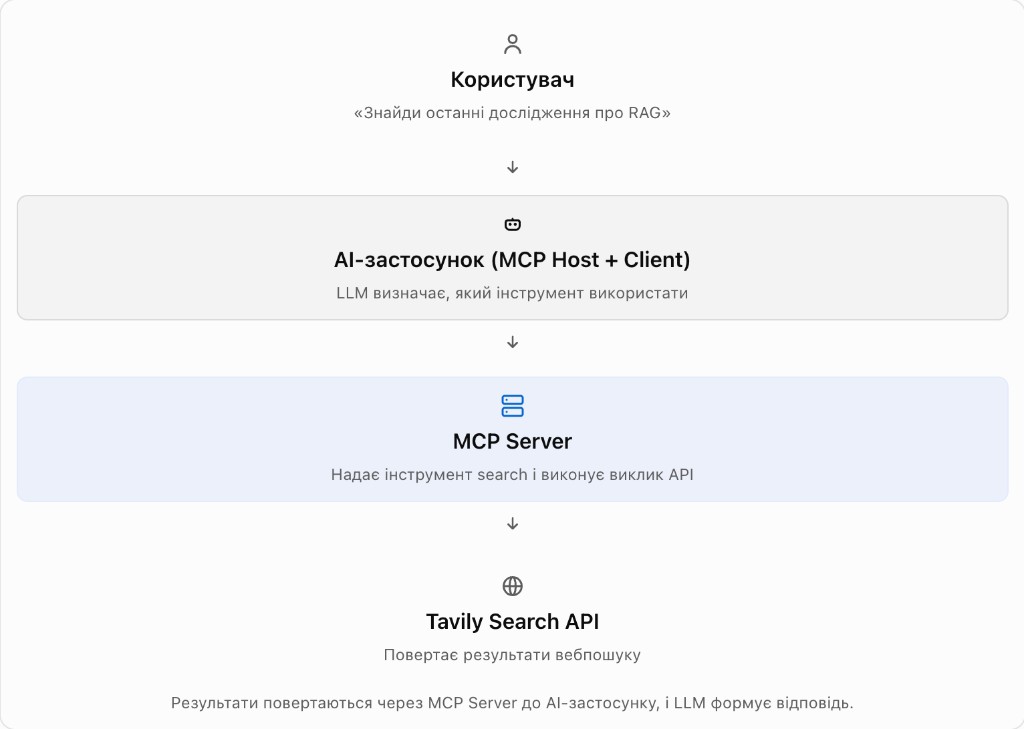 Користувач
«Знайди останні дослідження про RAG»
↓
AI-застосунок (MCP Host + Client)
LLM визначає, який інструмент використати
↓
MCP Server
Надає інструмент search і виконує виклик API
↓
Tavily Search API
Повертає результати вебпошуку
Результати повертаються через MCP Server до AI-застосунку, і LLM формує відповідь.